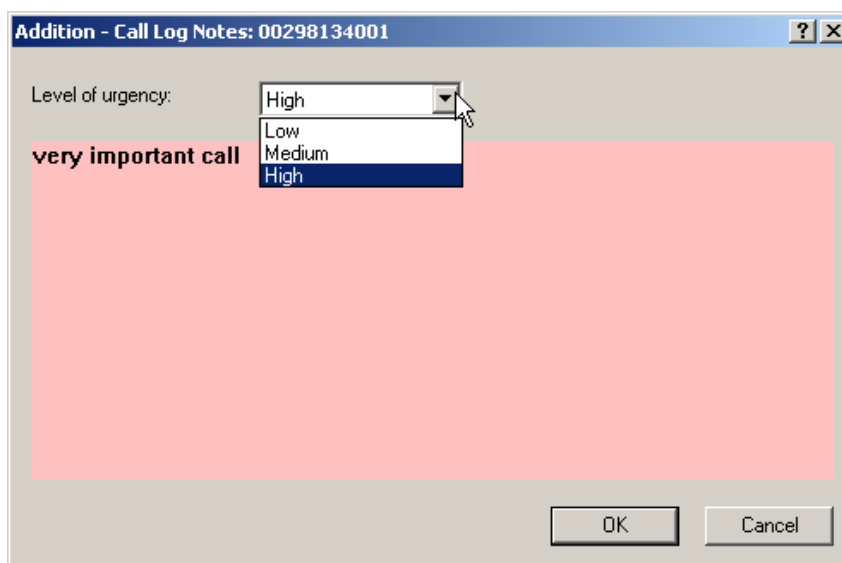 Addition - Call Log Notes: 00298134001
Level of urgency:
High
Low
Medium
High
very important call
OK
Cancel